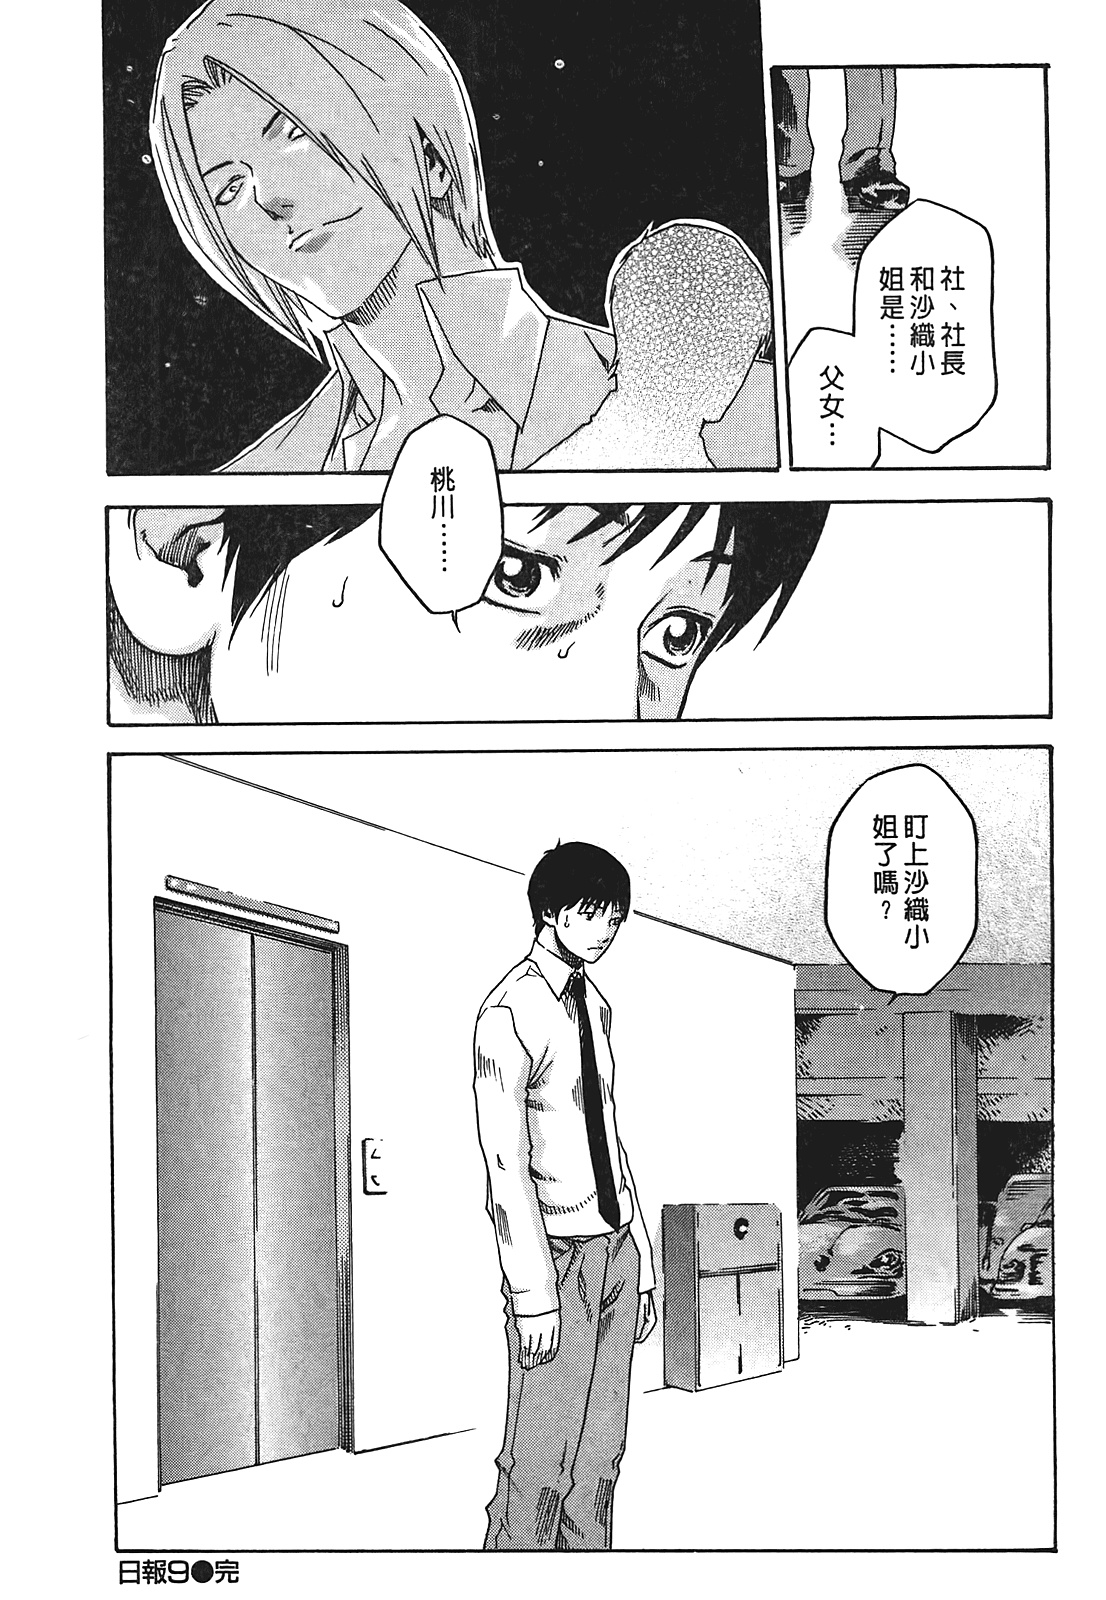 社、社長
和沙織小
姐是……
父女…
桃川……
盯上沙織小
姐了嗎？
日報9●完